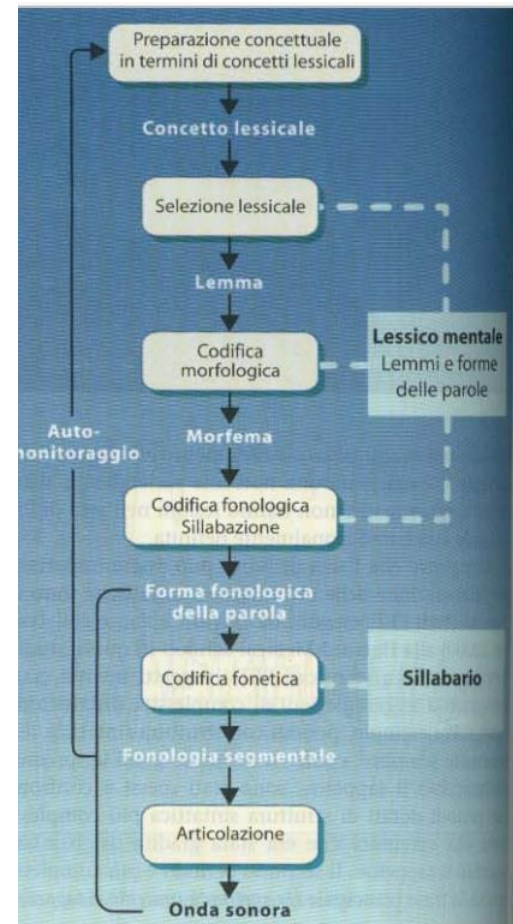 Preparazione concettuale
in termini di concetti lessicali
Concetto lessicale
Selezione lessicale
Lemma
Lessico mentale
Lemmi e forme
delle parole
Codifica
morfologica
Auto-
monitoraggio
Morfema
Codifica fonologica
Sillabazione
Forma fonologica
della parola
Codifica fonetica
Sillabario
Fonologia segmentale
Articolazione
Onda sonora